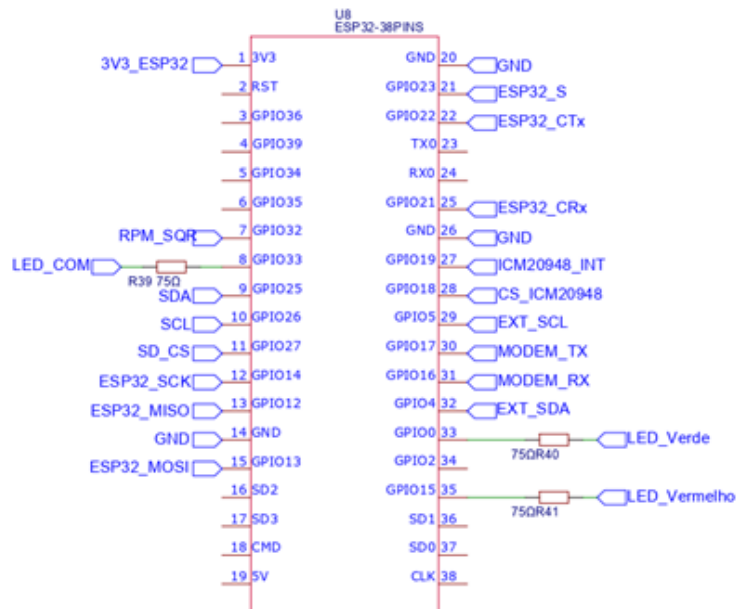 U8
ESP32-38PINS
3V3_ESP32 1 3V3 GND 20 GND
2 RST GPIO23 21 ESP32_S
3 GPIO36 GPIO22 22 ESP32_CTx
4 GPIO39 TX0 23
5 GPIO34 RX0 24
6 GPIO35 GPIO21 25 ESP32_CRx
RPM_SQR 7 GPIO32 GND 26 GND
LED_COM 8 GPIO33 GPIO19 27 ICM20948_INT
R39 75Ω
SDA 9 GPIO25 GPIO18 28 CS_ICM20948
SCL 10 GPIO26 GPIO5 29 EXT_SCL
SD_CS 11 GPIO27 GPIO17 30 MODEM_TX
ESP32_SCK 12 GPIO14 GPIO16 31 MODEM_RX
ESP32_MISO 13 GPIO12 GPIO4 32 EXT_SDA
GND 14 GND GPIO0 33 LED_Verde
75ΩR40
ESP32_MOSI 15 GPIO13 GPIO2 34
16 SD2 GPIO15 35 LED_Vermelho
75ΩR41
17 SD3 SD1 36
18 CMD SD0 37
19 5V CLK 38